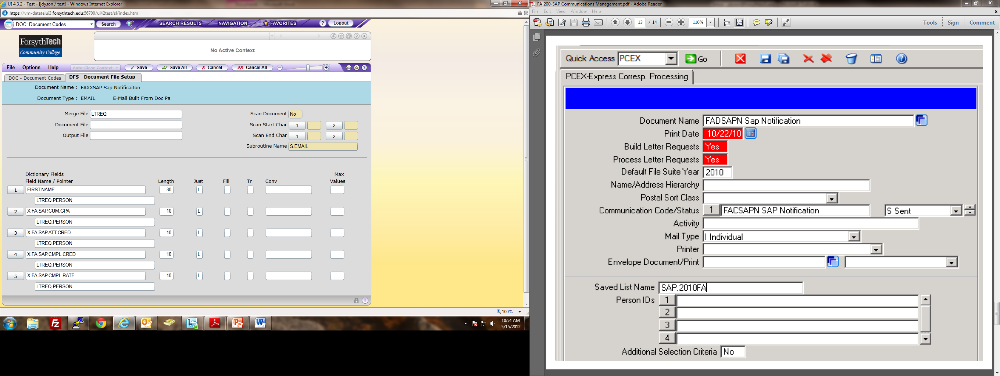 UI 4.3.2 - Test - [jdyson / test] - Windows Internet Explorer
https://vm-datatelui3.forsythtech.edu:56700/ui42test/sl/index.htm
DOC: Document Codes
Search
SEARCH RESULTS
NAVIGATION
FAVORITES
?
Logout
ForsythTech
Community College
No Active Context
File Options Help
Auto-Close Context
Save
Save All
Cancel
Cancel All
DOC - Document Codes
DFS - Document File Setup
Document Name : FAXXSAP Sap Notificaiton
Document Type : EMAIL E-Mail Built From Doc Pa
Merge File LTREQ Scan Document No
Document File Scan Start Char 1 2
Output File Scan End Char 1 2
Subroutine Name S.EMAIL
Dictionary Fields Max
Field Name / Pointer Length Just Fill Tr Conv Values
1 FIRST.NAME 30 L
LTREQ.PERSON
2 X.FA.SAP.CUM.GPA 10 L
LTREQ.PERSON
3 X.FA.SAP.ATT.CRED 10 L
LTREQ.PERSON
4 X.FA.SAP.CMPL.CRED 10 L
LTREQ.PERSON
5 X.FA.SAP.CMPL.RATE 10 L
LTREQ.PERSON
100%
10:54 AM
5/15/2012
FA 200-SAP Communications Management.pdf - Adobe Reader
File Edit View Window Help
13 / 14 110% Tools Sign Comment
Quick Access PCEX Go
PCEX-Express Corresp. Processing
Document Name FADSAPN Sap Notification
Print Date 10/22/10
Build Letter Requests Yes
Process Letter Requests Yes
Default File Suite Year 2010
Name/Address Hierarchy
Postal Sort Class
Communication Code/Status 1 FACSAPN SAP Notification S Sent
Activity
Mail Type I Individual
Printer
Envelope Document/Print
Saved List Name SAP.2010FA
Person IDs 1
2
3
4
Additional Selection Criteria No